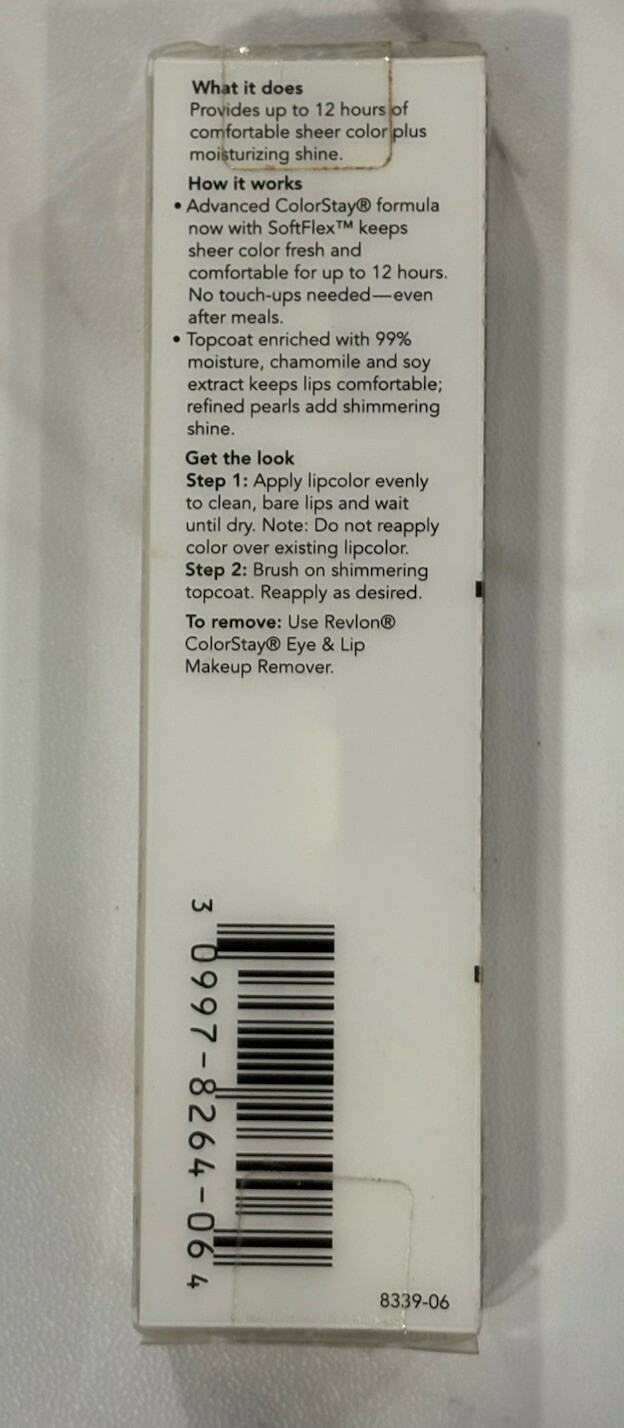 What it does
Provides up to 12 hours of
comfortable sheer color plus
moisturizing shine.
How it works
• Advanced ColorStay® formula
now with SoftFlex™ keeps
sheer color fresh and
comfortable for up to 12 hours.
No touch-ups needed—even
after meals.
• Topcoat enriched with 99%
moisture, chamomile and soy
extract keeps lips comfortable;
refined pearls add shimmering
shine.
Get the look
Step 1: Apply lipcolor evenly
to clean, bare lips and wait
until dry. Note: Do not reapply
color over existing lipcolor.
Step 2: Brush on shimmering
topcoat. Reapply as desired.
To remove: Use Revlon®
ColorStay® Eye & Lip
Makeup Remover.
3 0997-8264-06 4
8339-06